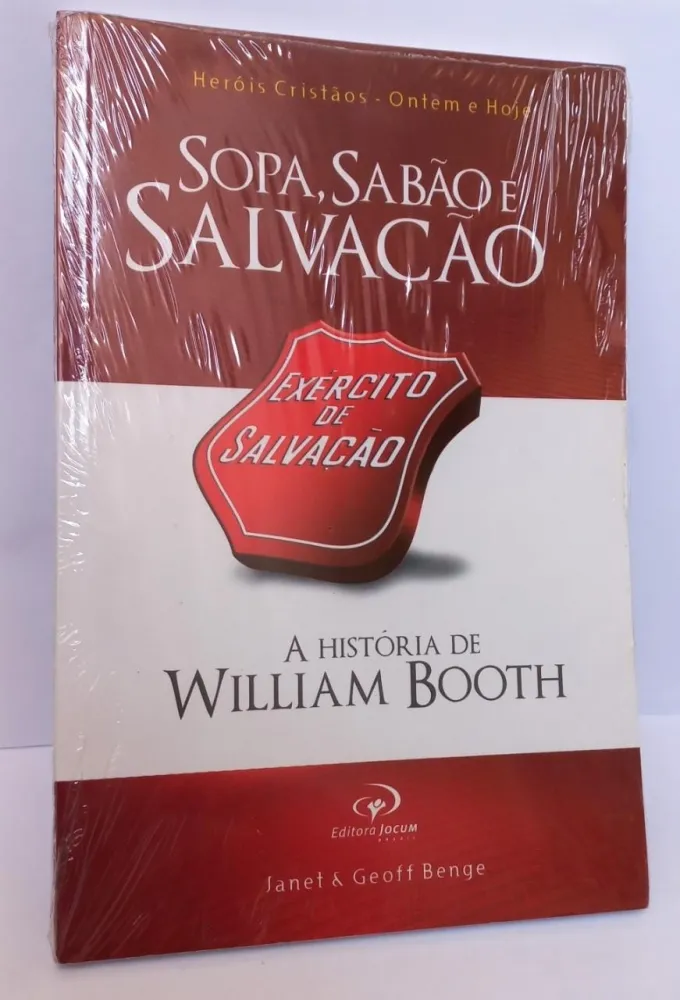 Heróis Cristãos - Ontem e Hoje
SOPA, SABÃO E
SALVAÇÃO
EXÉRCITO
DE
SALVAÇÃO
A HISTÓRIA DE
WILLIAM BOOTH
Editora JOCUM
BRASIL
Janet & Geoff Benge